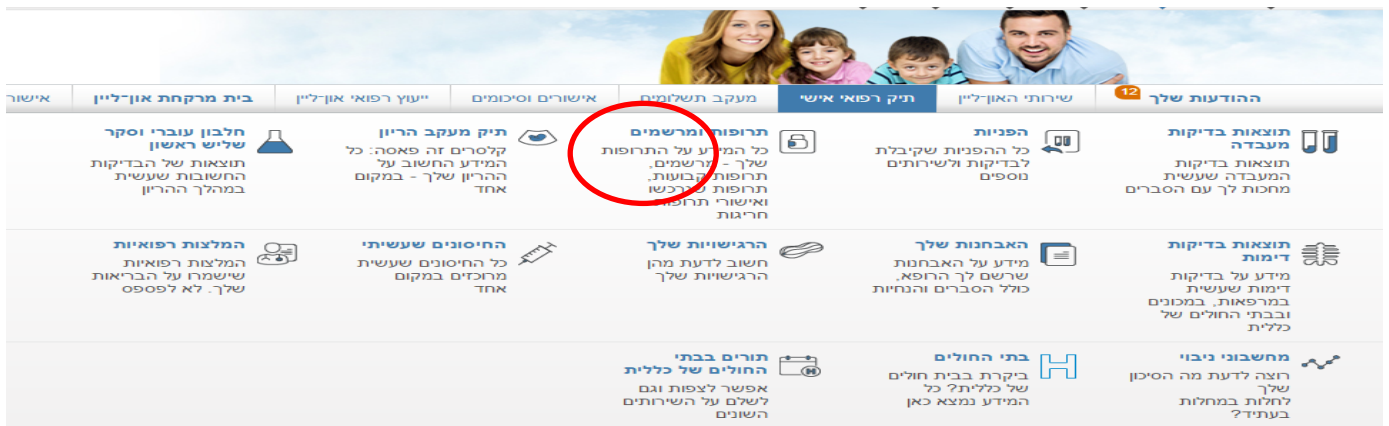 ההודעות שלך 12
שירותי האון־ליין
תיק רפואי אישי
מעקב תשלומים
אישורים וסיכומים
ייעוץ רפואי און־ליין
בית מרקחת און־ליין
אישור
תוצאות בדיקות
מעבדה
תוצאות בדיקות
המעבדה שעשית
מחכות לך עם הסברים
הפניות
כל ההפניות שקיבלת
לבדיקות ולשירותים
נוספים
תרופות ומרשמים
כל המידע על התרופות
שלך - מרשמים,
תרופות קבועות,
תרופות שנרכשו
ואישורי תרופות
חריגות
תיק מעקב הריון
קלסרים זה פאסה: כל
המידע החשוב על
ההריון שלך - במקום
אחד
חלבון עוברי וסקר
שליש ראשון
תוצאות של הבדיקות
החשובות שעשית
במהלך ההריון
תוצאות בדיקות
דימות
מידע על בדיקות
דימות שעשית
במרפאות, במכונים
ובבתי החולים של
כללית
האבחנות שלך
מידע על האבחנות
שרשם לך הרופא,
כולל הסברים והנחיות
הרגישויות שלך
חשוב לדעת מהן
הרגישויות שלך
החיסונים שעשיתי
כל החיסונים שעשית
מרוכזים במקום
אחד
המלצות רפואיות
המלצות רפואיות
שישמרו על הבריאות
שלך. לא לפספס
מחשבוני ניבוי
רוצה לדעת מה הסיכון
שלך
לחלות במחלות
בעתיד?
בתי החולים
ביקרת בבית חולים
של כללית? כל
המידע נמצא כאן
תורים בבתי
החולים של כללית
אפשר לצפות וגם
לשלם על השירותים
השונים